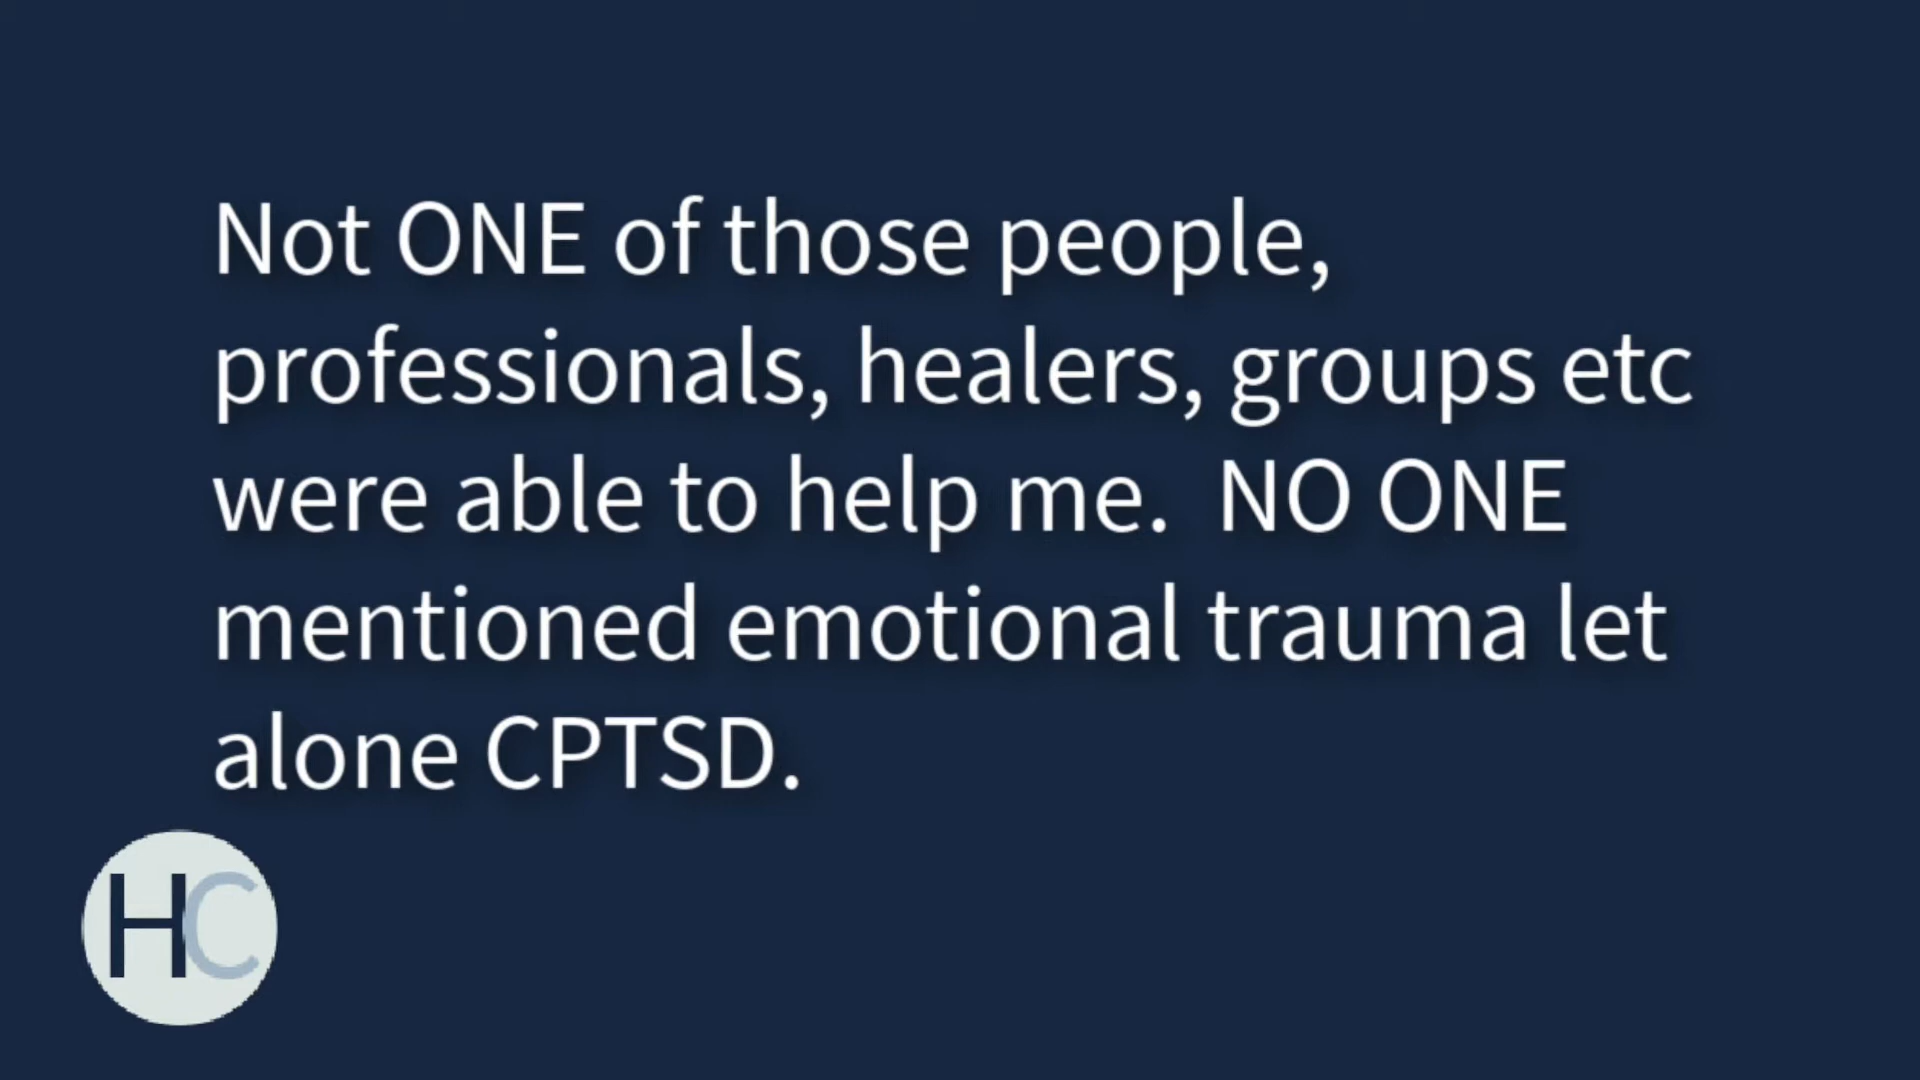 Not ONE of those people,
professionals, healers, groups etc
were able to help me.  NO ONE
mentioned emotional trauma let
alone CPTSD.
HC